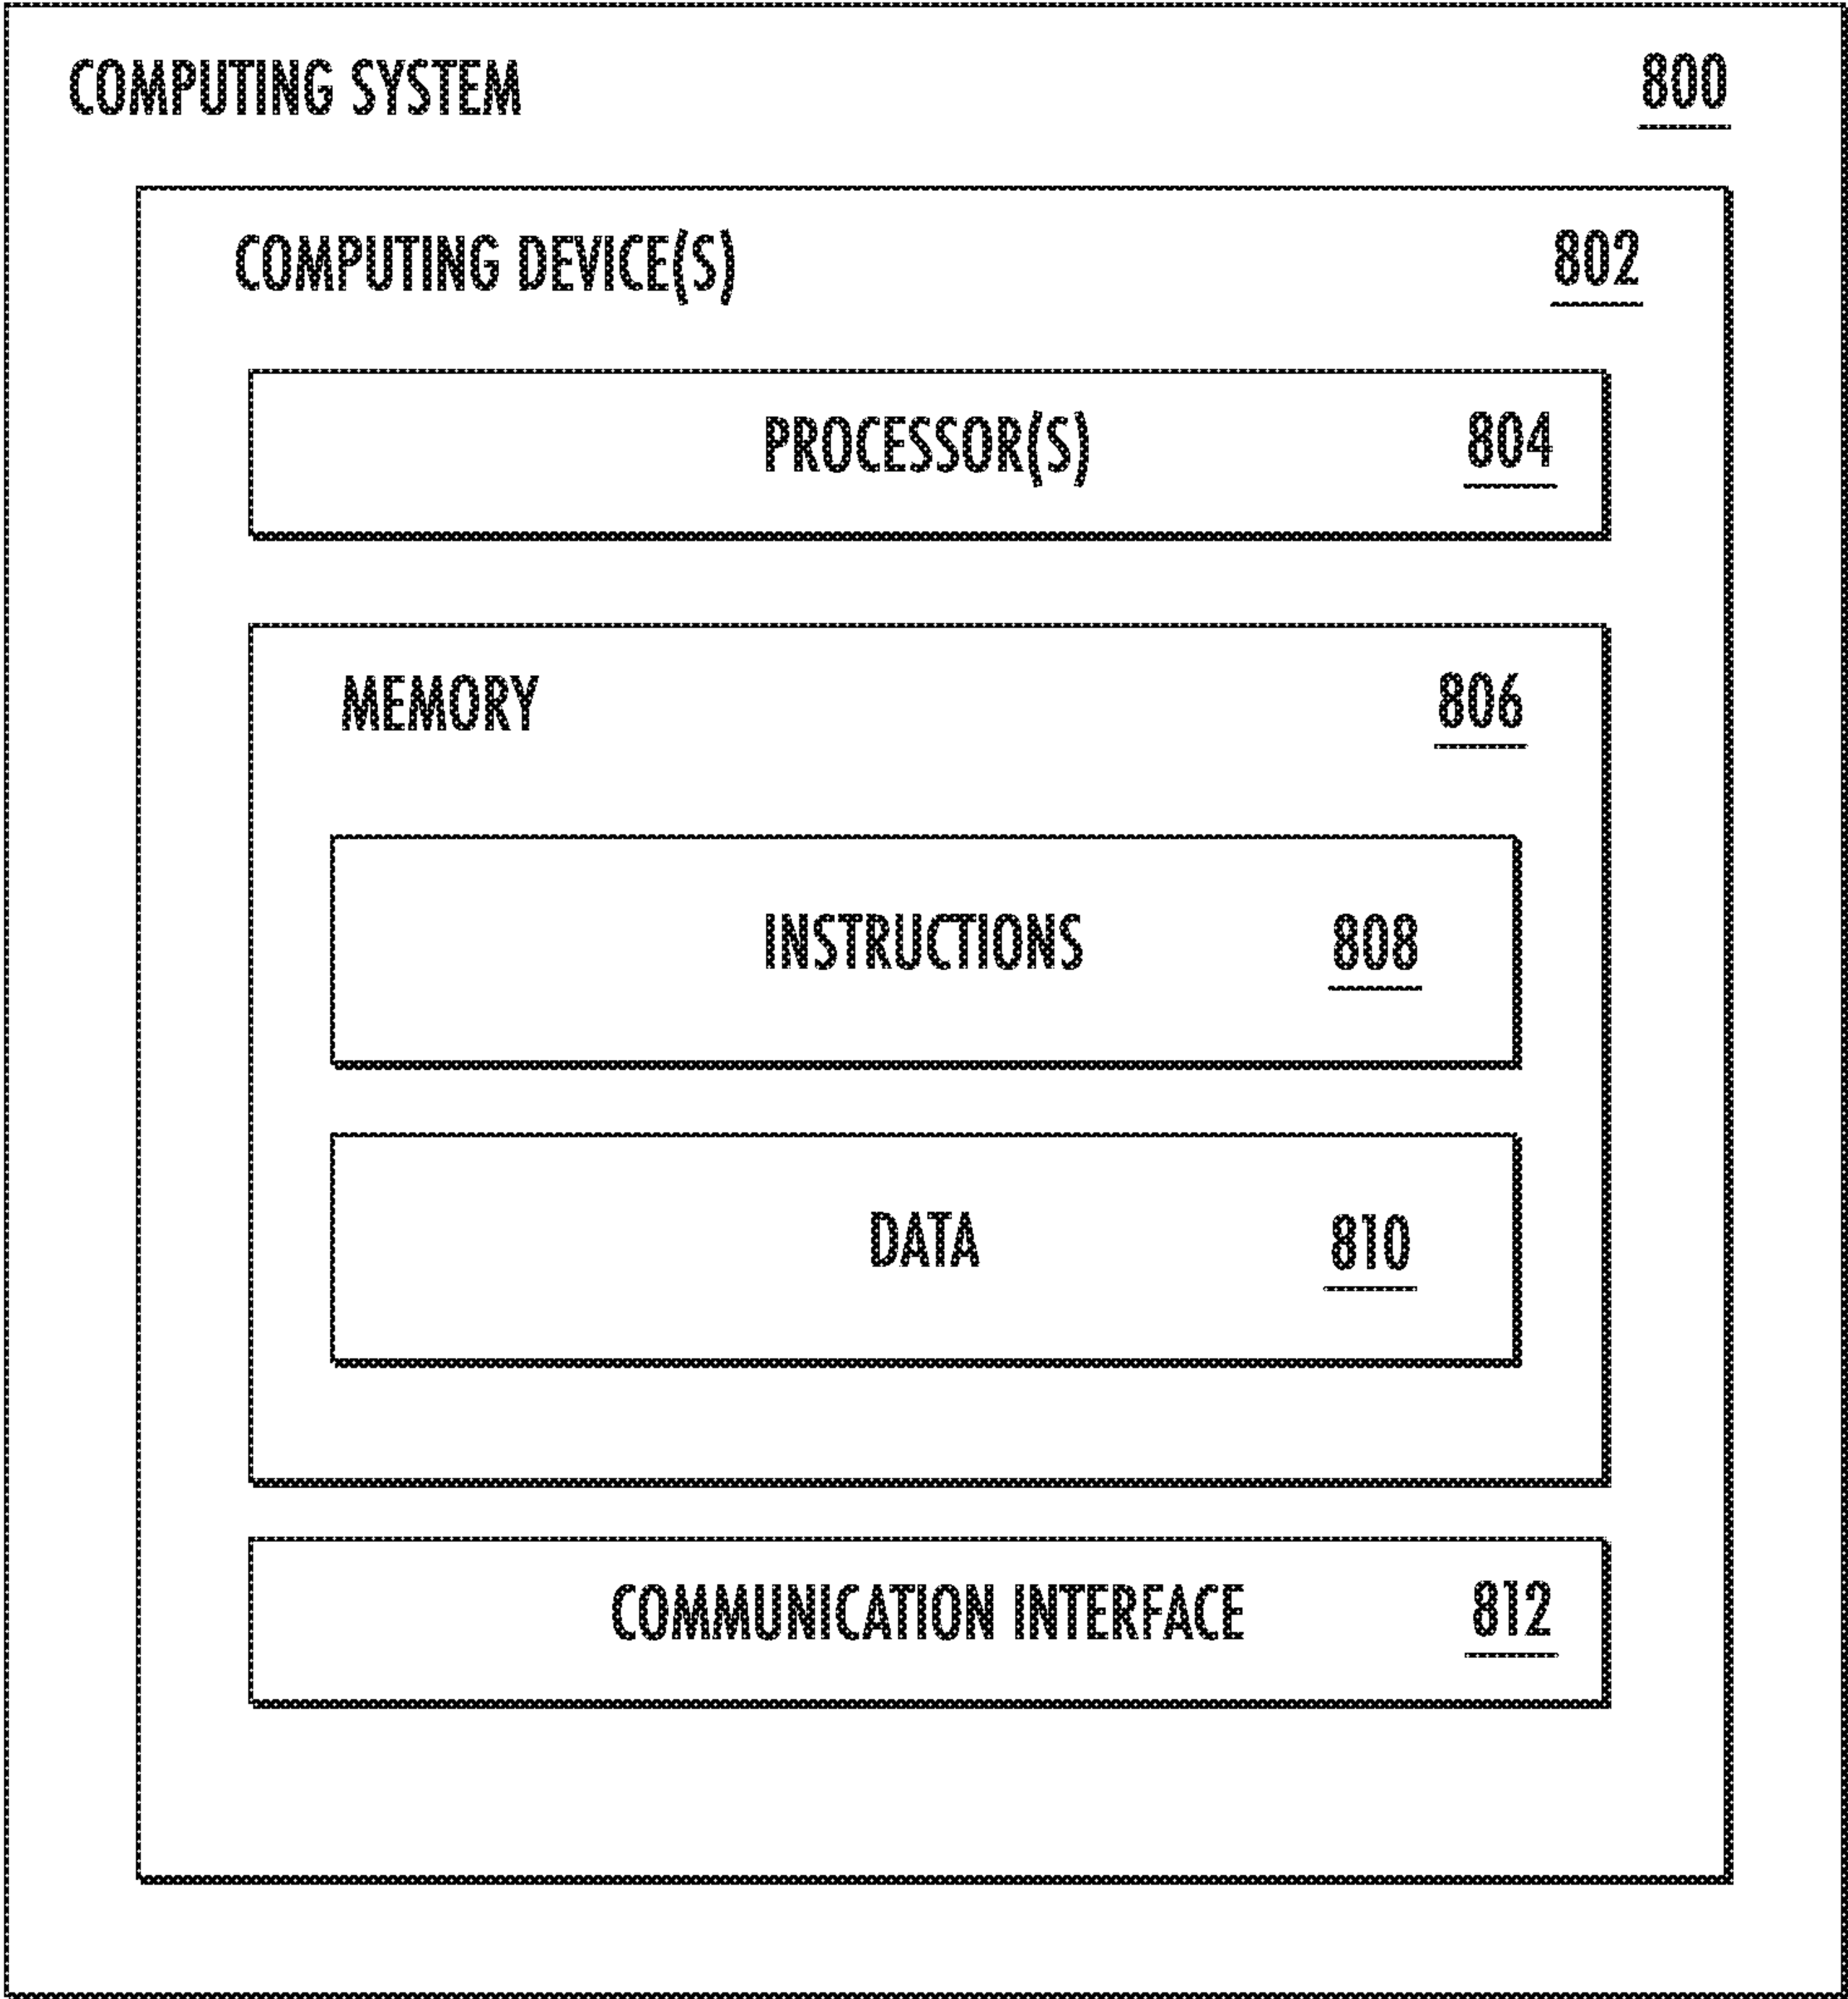 COMPUTING SYSTEM 800
COMPUTING DEVICE(S) 802
PROCESSOR(S) 804
MEMORY 806
INSTRUCTIONS 808
DATA 810
COMMUNICATION INTERFACE 812